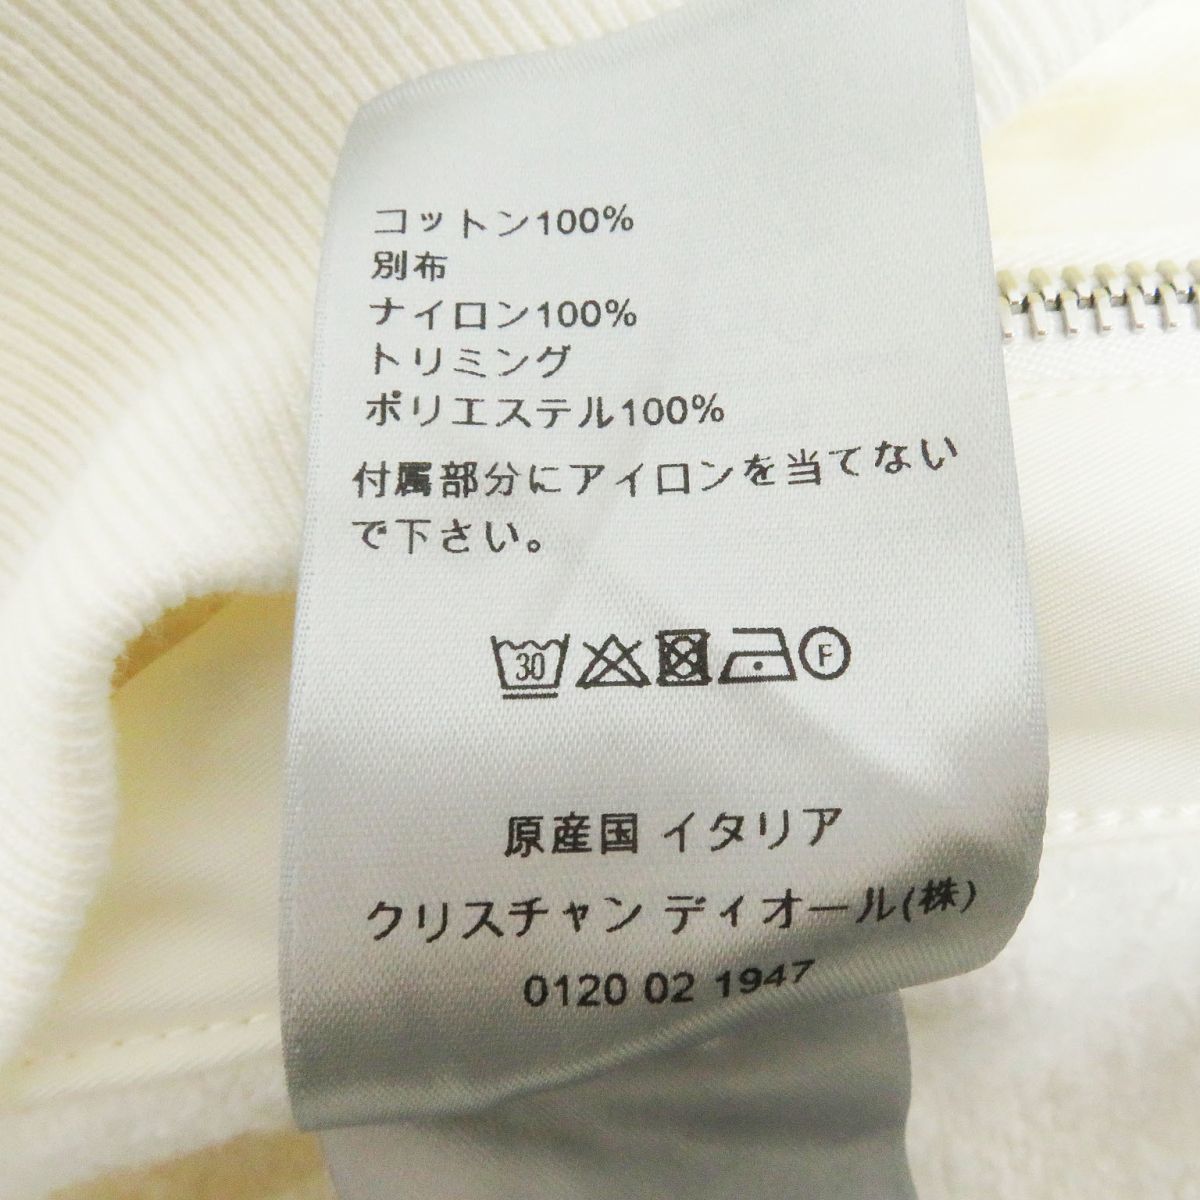 コットン100%
別布
ナイロン100%
トリミング
ポリエステル100%
付属部分にアイロンを当てない
で下さい。
30 F
原産国 イタリア
クリスチャン ディオール(株)
0120 02 1947